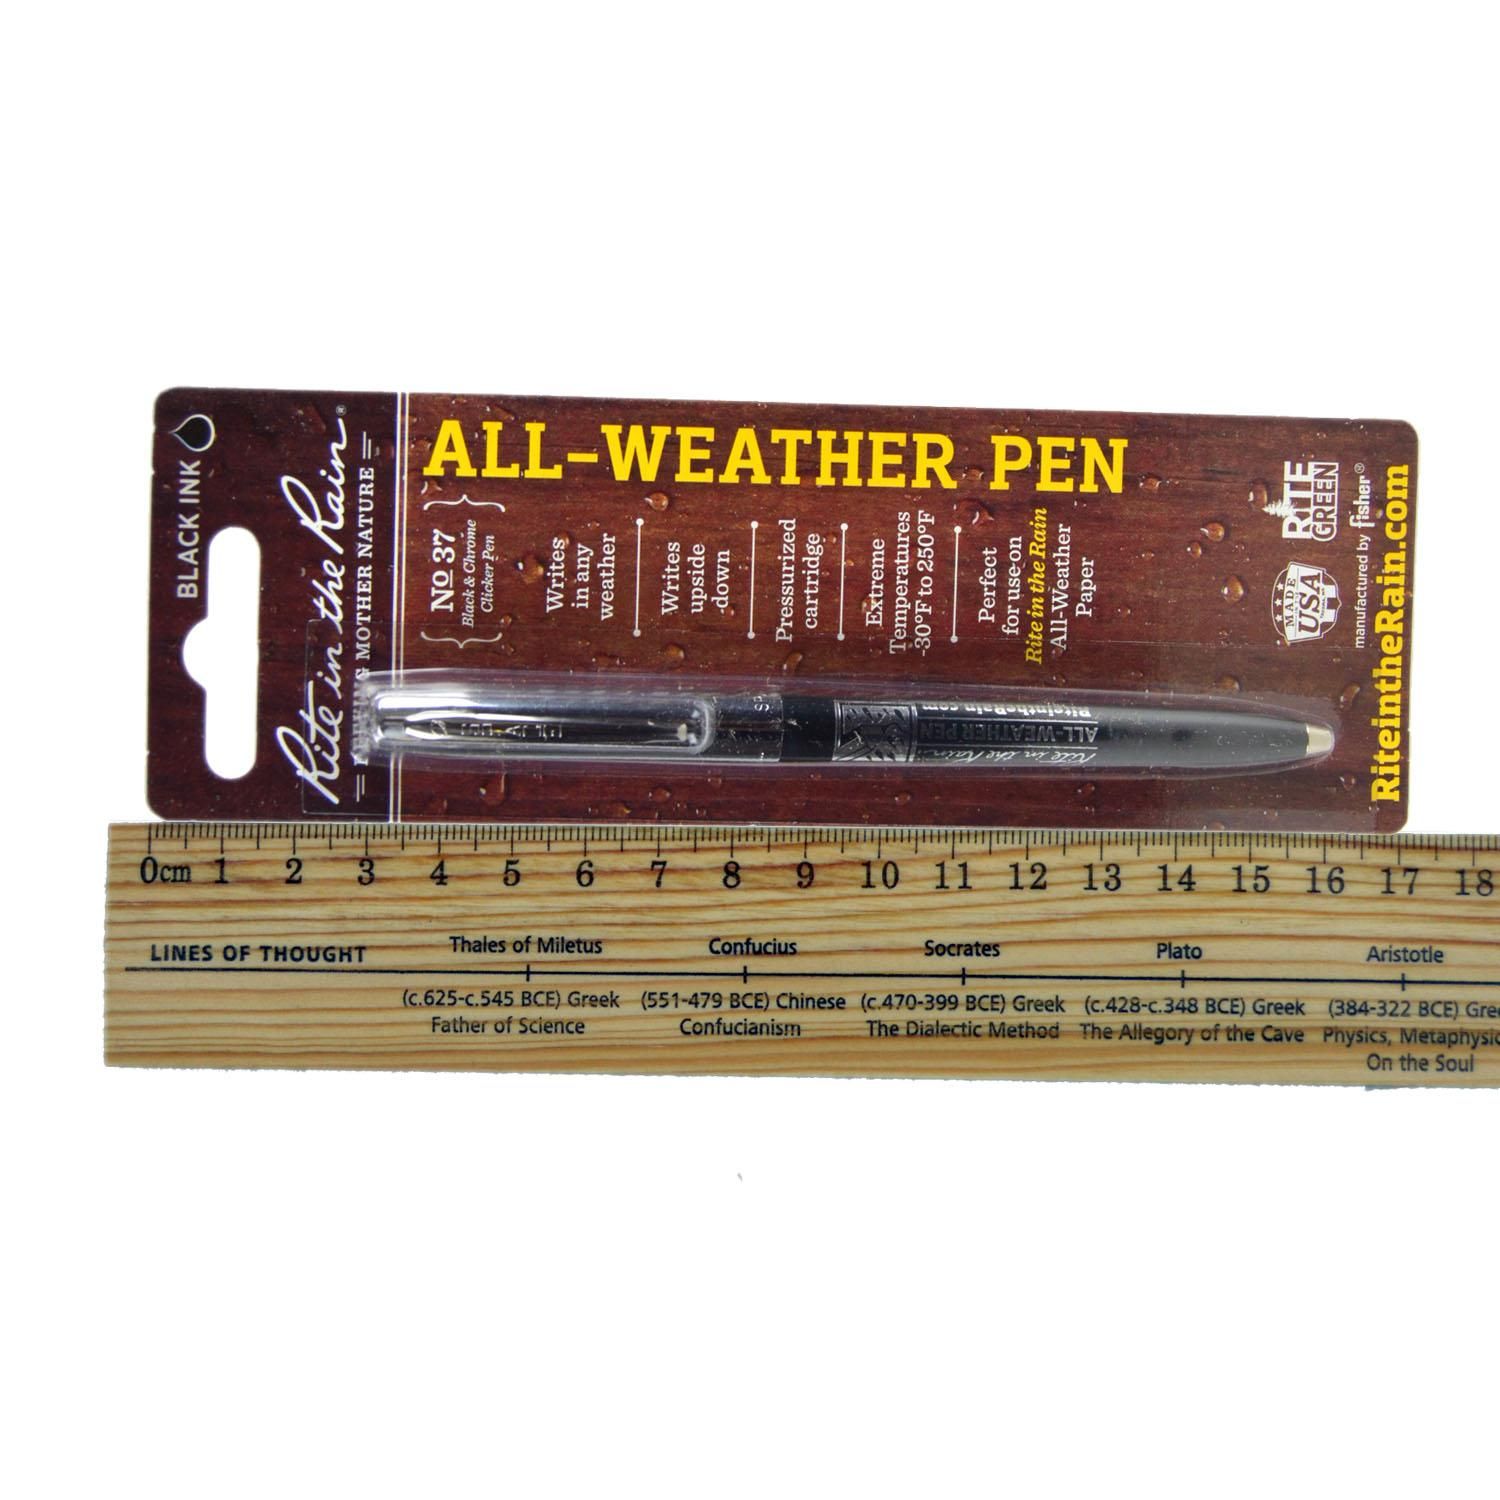 BLACK INK
Rite in the Rain®
MOTHER NATURE
ALL-WEATHER PEN
No 37
Black & Chrome
Clicker Pen
Writes
in any
weather
Writes
upside
down
Pressurized
cartridge
Extreme
Temperatures
-30°F to 250°F
Perfect
for use on
Rite in the Rain
All-Weather
Paper
RITE
GREEN
MADE
USA
manufactured by fisher®
RiteintheRain.com
Rite in the Rain
ALL-WEATHER PEN
RiteintheRain.com
0cm 1 2 3 4 5 6 7 8 9 10 11 12 13 14 15 16 17 18
LINES OF THOUGHT
Thales of Miletus
(c.625-c.545 BCE) Greek
Father of Science
Confucius
(551-479 BCE) Chinese
Confucianism
Socrates
(c.470-399 BCE) Greek
The Dialectic Method
Plato
(c.428-c.348 BCE) Greek
The Allegory of the Cave
Aristotle
(384-322 BCE)
Physics,
On the Soul